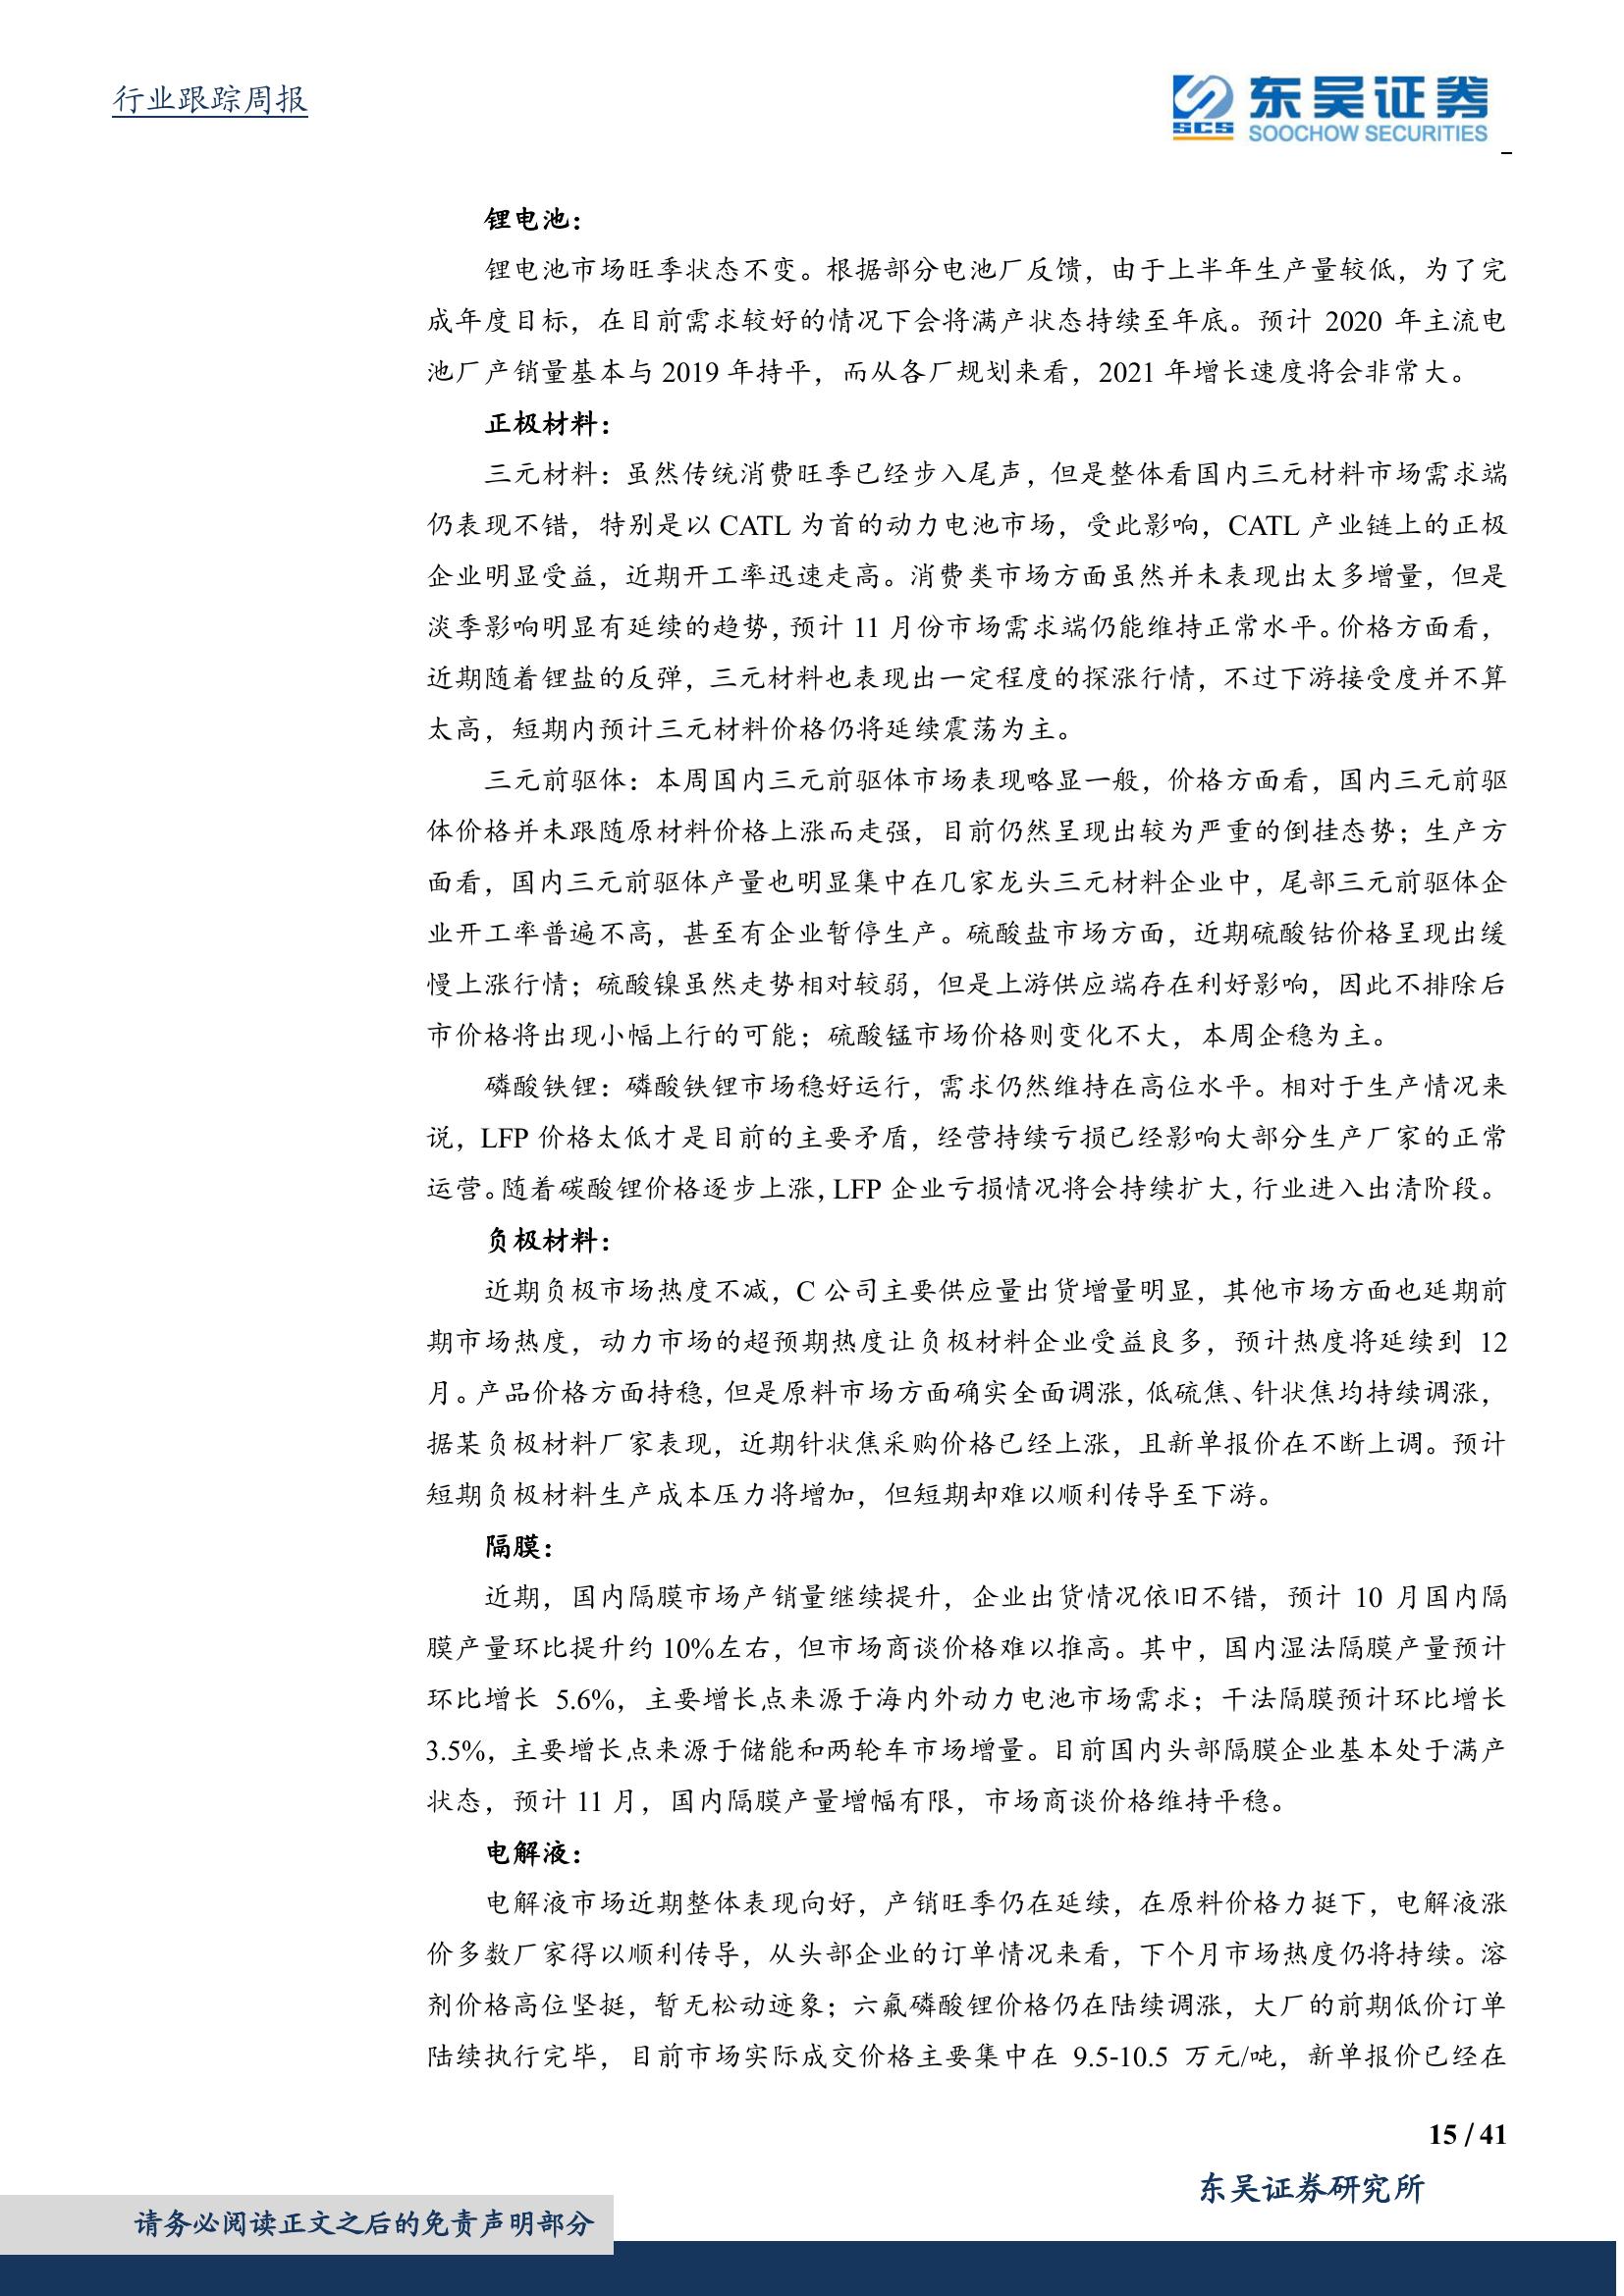 行业跟踪周报
东吴证券
SCS
SOOCHOW SECURITIES
锂电池：
锂电池市场旺季状态不变。根据部分电池厂反馈，由于上半年生产量较低，为了完
成年度目标，在目前需求较好的情况下会将满产状态持续至年底。预计 2020 年主流电
池厂产销量基本与 2019 年持平，而从各厂规划来看，2021 年增长速度将会非常大。
正极材料：
三元材料：虽然传统消费旺季已经步入尾声，但是整体看国内三元材料市场需求端
仍表现不错，特别是以 CATL 为首的动力电池市场，受此影响，CATL 产业链上的正极
企业明显受益，近期开工率迅速走高。消费类市场方面虽然并未表现出太多增量，但是
淡季影响明显有延续的趋势，预计 11 月份市场需求端仍能维持正常水平。价格方面看，
近期随着锂盐的反弹，三元材料也表现出一定程度的探涨行情，不过下游接受度并不算
太高，短期内预计三元材料价格仍将延续震荡为主。
三元前驱体：本周国内三元前驱体市场表现略显一般，价格方面看，国内三元前驱
体价格并未跟随原材料价格上涨而走强，目前仍然呈现出较为严重的倒挂态势；生产方
面看，国内三元前驱体产量也明显集中在几家龙头三元材料企业中，尾部三元前驱体企
业开工率普遍不高，甚至有企业暂停生产。硫酸盐市场方面，近期硫酸钴价格呈现出缓
慢上涨行情；硫酸镍虽然走势相对较弱，但是上游供应端存在利好影响，因此不排除后
市价格将出现小幅上行的可能；硫酸锰市场价格则变化不大，本周企稳为主。
磷酸铁锂：磷酸铁锂市场稳好运行，需求仍然维持在高位水平。相对于生产情况来
说，LFP 价格太低才是目前的主要矛盾，经营持续亏损已经影响大部分生产厂家的正常
运营。随着碳酸锂价格逐步上涨，LFP 企业亏损情况将会持续扩大，行业进入出清阶段。
负极材料：
近期负极市场热度不减，C 公司主要供应量出货增量明显，其他市场方面也延期前
期市场热度，动力市场的超预期热度让负极材料企业受益良多，预计热度将延续到 12
月。产品价格方面持稳，但是原料市场方面确实全面调涨，低硫焦、针状焦均持续调涨，
据某负极材料厂家表现，近期针状焦采购价格已经上涨，且新单报价在不断上调。预计
短期负极材料生产成本压力将增加，但短期却难以顺利传导至下游。
隔膜：
近期，国内隔膜市场产销量继续提升，企业出货情况依旧不错，预计 10 月国内隔
膜产量环比提升约 10%左右，但市场商谈价格难以推高。其中，国内湿法隔膜产量预计
环比增长 5.6%，主要增长点来源于海内外动力电池市场需求；干法隔膜预计环比增长
3.5%，主要增长点来源于储能和两轮车市场增量。目前国内头部隔膜企业基本处于满产
状态，预计 11 月，国内隔膜产量增幅有限，市场商谈价格维持平稳。
电解液：
电解液市场近期整体表现向好，产销旺季仍在延续，在原料价格力挺下，电解液涨
价多数厂家得以顺利传导，从头部企业的订单情况来看，下个月市场热度仍将持续。溶
剂价格高位坚挺，暂无松动迹象；六氟磷酸锂价格仍在陆续调涨，大厂的前期低价订单
陆续执行完毕，目前市场实际成交价格主要集中在 9.5-10.5 万元/吨，新单报价已经在
15 / 41
东吴证券研究所
请务必阅读正文之后的免责声明部分